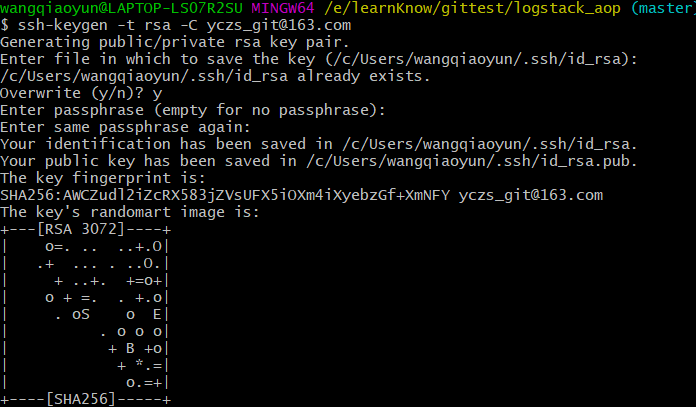 wangqiaoyun@LAPTOP-LS07R2SU MINGW64 /e/learnKnow/gittest/logstack_aop (master)
$ ssh-keygen -t rsa -C yczs_git@163.com
Generating public/private rsa key pair.
Enter file in which to save the key (/c/Users/wangqiaoyun/.ssh/id_rsa):
/c/Users/wangqiaoyun/.ssh/id_rsa already exists.
Overwrite (y/n)? y
Enter passphrase (empty for no passphrase):
Enter same passphrase again:
Your identification has been saved in /c/Users/wangqiaoyun/.ssh/id_rsa.
Your public key has been saved in /c/Users/wangqiaoyun/.ssh/id_rsa.pub.
The key fingerprint is:
SHA256:AWCZudl2iZcRX583jZVsUFX5iOXm4iXyebzGf+XmNFY yczs_git@163.com
The key's randomart image is:
+---[RSA 3072]----+
|    o=. ..  ..+.O|
|   .+  ... . ..O.|
|     + ..+.  +=o+|
|    o + =.  . +.o|
|     . oS    o  E|
|          . o o o|
|           + B +o|
|            + *.=|
|             o.=+|
+----[SHA256]-----+